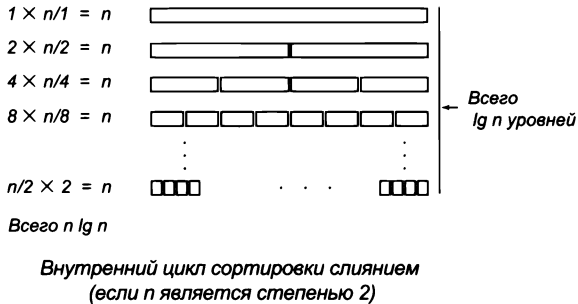 1 × n/1 = n
2 × n/2 = n
4 × n/4 = n
8 × n/8 = n
Всего
lg n уровней
n/2 × 2 = n
Всего n lg n
Внутренний цикл сортировки слиянием
(если n является степенью 2)